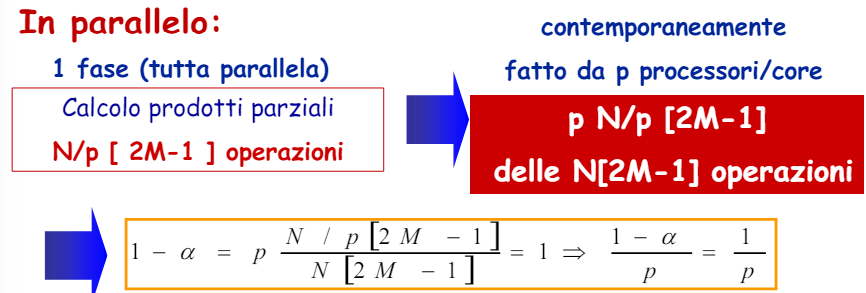 In parallelo:
1 fase (tutta parallela)
Calcolo prodotti parziali
N/p [ 2M-1 ] operazioni
contemporaneamente
fatto da p processori/core
p N/p [2M-1]
delle N[2M-1] operazioni
1 - α = p N / p [2 M - 1] / N [2 M - 1] = 1 ⇒ 1 - α / p = 1 / p